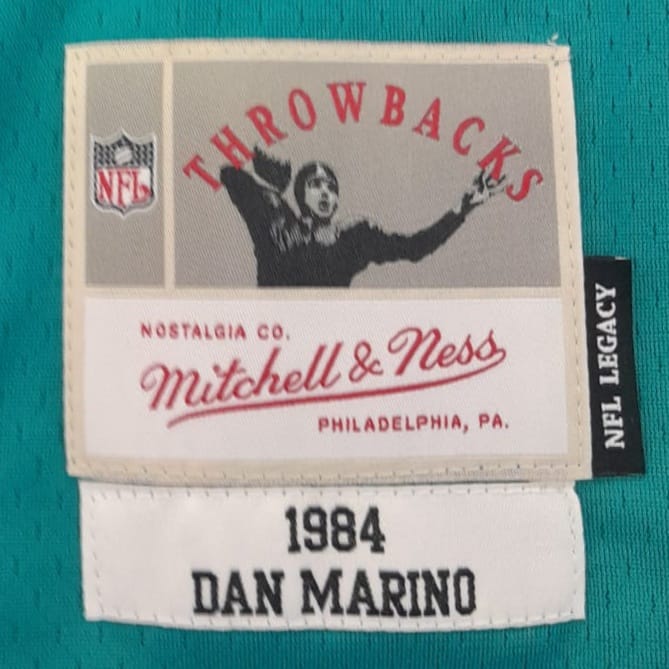 THROWBACKS
NFL
NOSTALGIA CO.
Mitchell & Ness
PHILADELPHIA, PA.
NFL LEGACY
1984
DAN MARINO